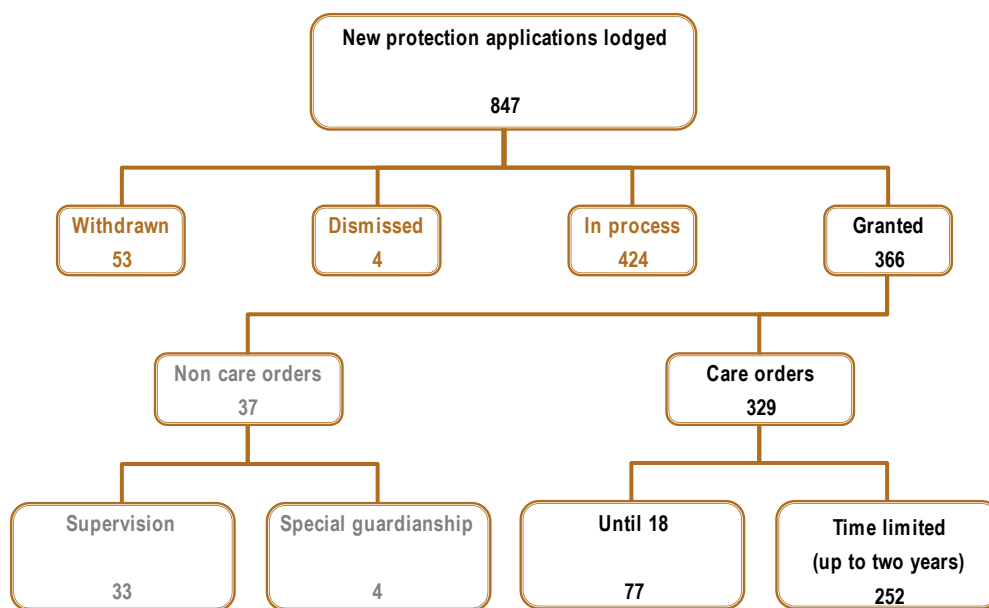 New protection applications lodged
847
Withdrawn
53
Dismissed
4
In process
424
Granted
366
Non care orders
37
Care orders
329
Supervision
33
Special guardianship
4
Until 18
77
Time limited
(up to two years)
252